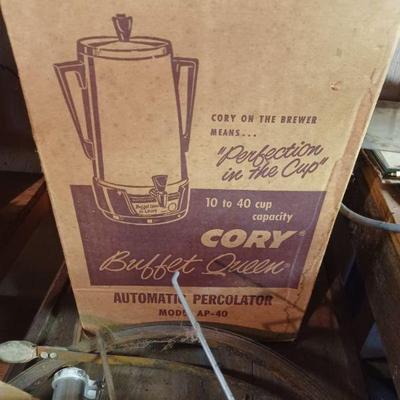 CORY ON THE BREWER
MEANS...
"Perfection
in the Cup"
10 to 40 cup
capacity
CORY®
Buffet Queen
AUTOMATIC PERCOLATOR
MODEL AP-40